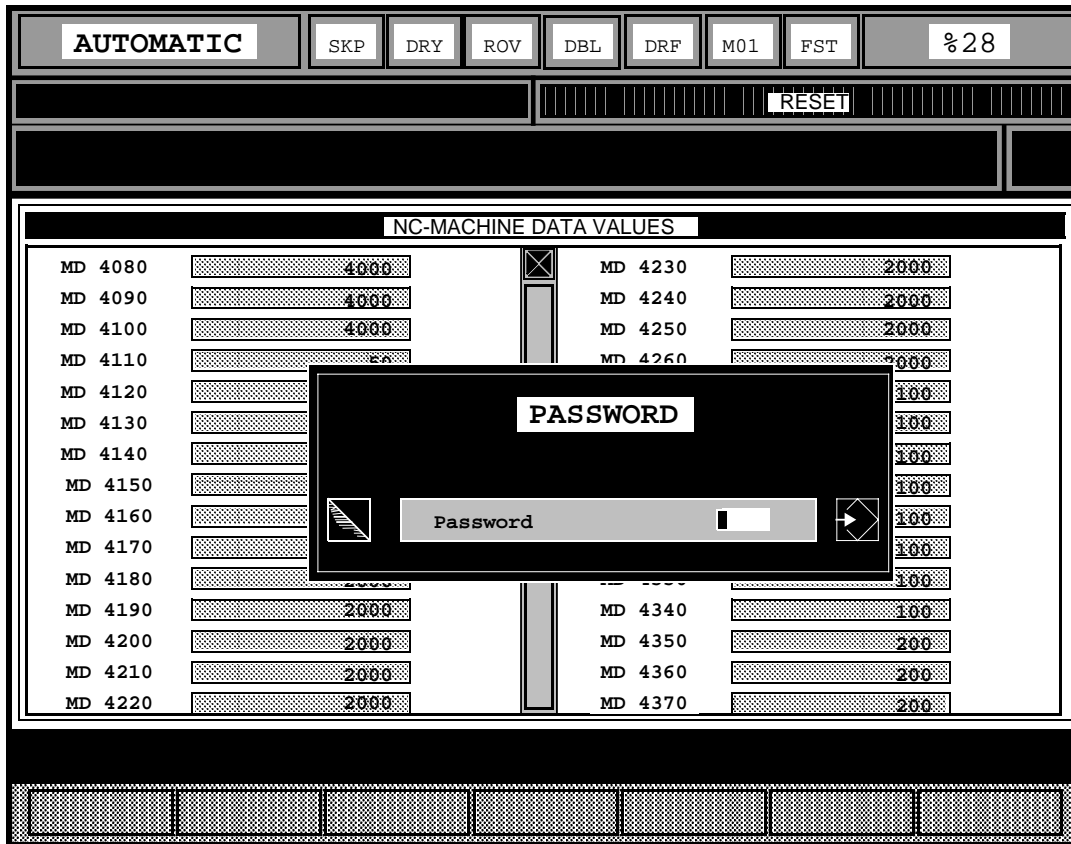 AUTOMATIC SKP DRY ROV DBL DRF M01 FST %28
RESET
NC-MACHINE DATA VALUES
MD 4080 4000 MD 4230 2000
MD 4090 4000 MD 4240 2000
MD 4100 4000 MD 4250 2000
MD 4110 50 MD 4260 2000
MD 4120 100
MD 4130 100
MD 4140 100
MD 4150 100
MD 4160 100
MD 4170 100
MD 4180 100
MD 4190 2000 MD 4340 100
MD 4200 2000 MD 4350 200
MD 4210 2000 MD 4360 200
MD 4220 2000 MD 4370 200
PASSWORD
Password